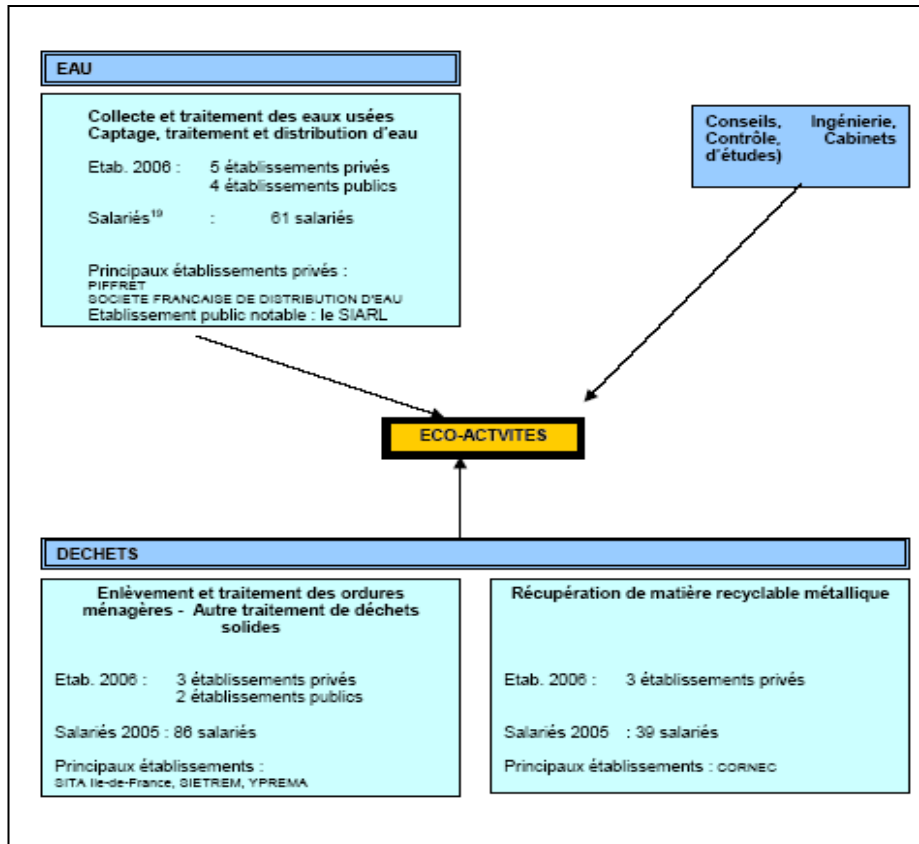 EAU
Collecte et traitement des eaux usées
Captage, traitement et distribution d'eau
Etab. 2006 : 5 établissements privés
4 établissements publics
Salariés¹⁹ : 61 salariés
Principaux établissements privés :
PIFFRET
SOCIETE FRANCAISE DE DISTRIBUTION D'EAU
Etablissement public notable : le SIARL
Conseils, Ingénierie,
Contrôle, Cabinets
d'études)
ECO-ACTVITES
DECHETS
Enlèvement et traitement des ordures
ménagères - Autre traitement de déchets
solides
Etab. 2006 : 3 établissements privés
2 établissements publics
Salariés 2005 : 86 salariés
Principaux établissements :
SITA Ile-de-France, SIETREM, YPREMA
Récupération de matière recyclable métallique
Etab. 2006 : 3 établissements privés
Salariés 2005 : 39 salariés
Principaux établissements : CORNEC